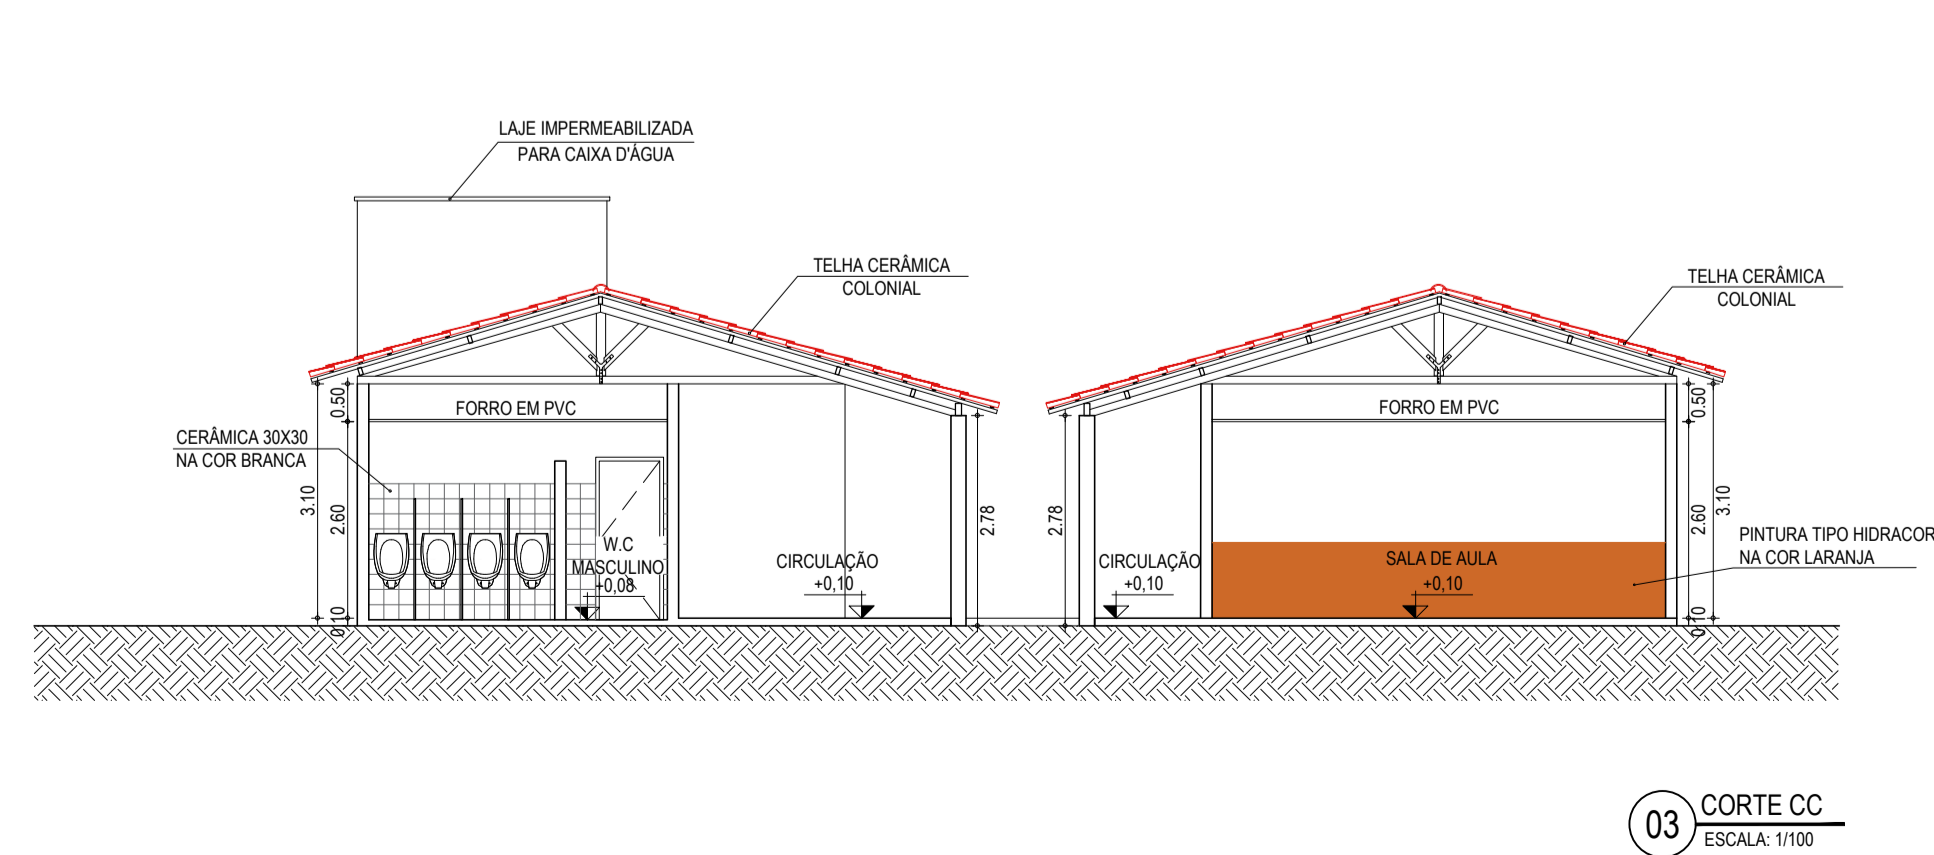 LAJE IMPERMEABILIZADA
PARA CAIXA D'ÁGUA
TELHA CERÂMICA
COLONIAL
TELHA CERÂMICA
COLONIAL
FORRO EM PVC
FORRO EM PVC
CERÂMICA 30X30
NA COR BRANCA
0.50
3.10
2.60
0.10
W.C
MASCULINO
+0,08
CIRCULAÇÃO
+0,10
2.78
2.78
CIRCULAÇÃO
+0,10
SALA DE AULA
+0,10
0.50
2.60
3.10
0.10
PINTURA TIPO HIDRACOR
NA COR LARANJA
03
CORTE CC
ESCALA: 1/100